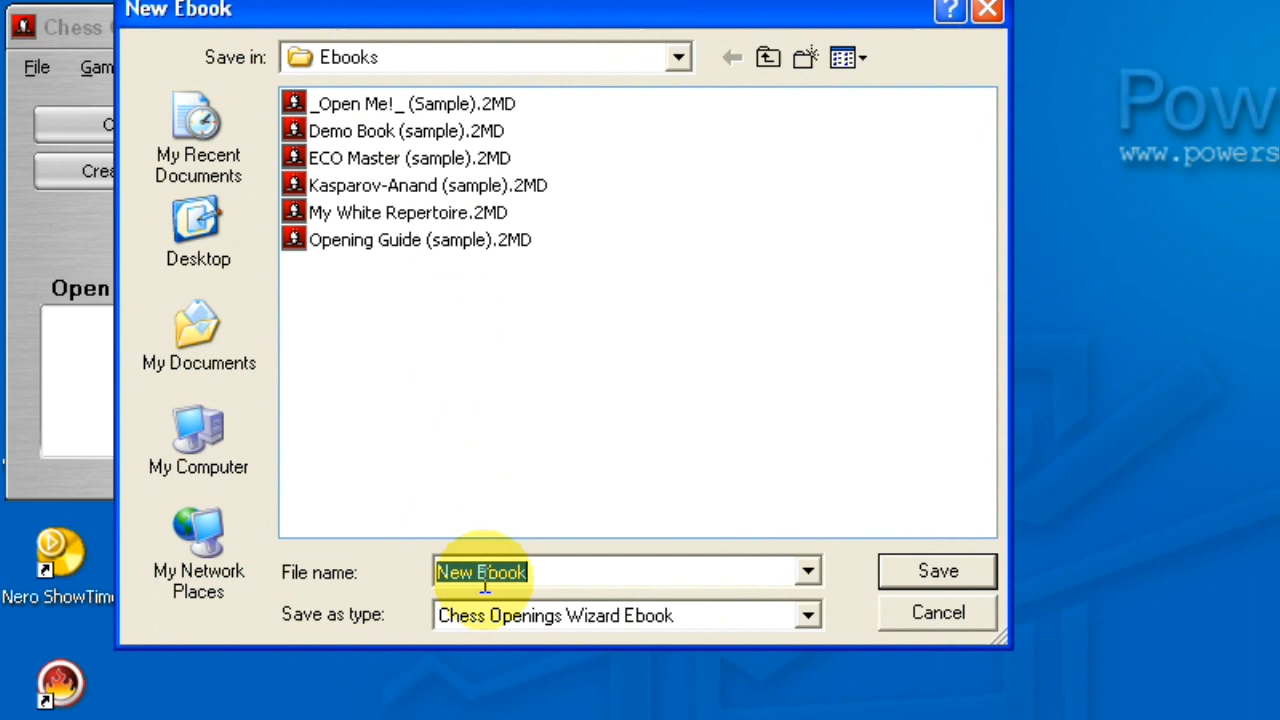 New Ebook
Chess
File Gam
Save in: Ebooks
_Open Me!_ (Sample).2MD
Demo Book (sample).2MD
ECO Master (sample).2MD
Kasparov-Anand (sample).2MD
My White Repertoire.2MD
Opening Guide (sample).2MD
My Recent
Documents
Desktop
My Documents
My Computer
My Network
Places
File name: New Ebook
Save
Save as type: Chess Openings Wizard Ebook
Cancel
C
Crea
Open
Nero ShowTime
Pow
www.powers